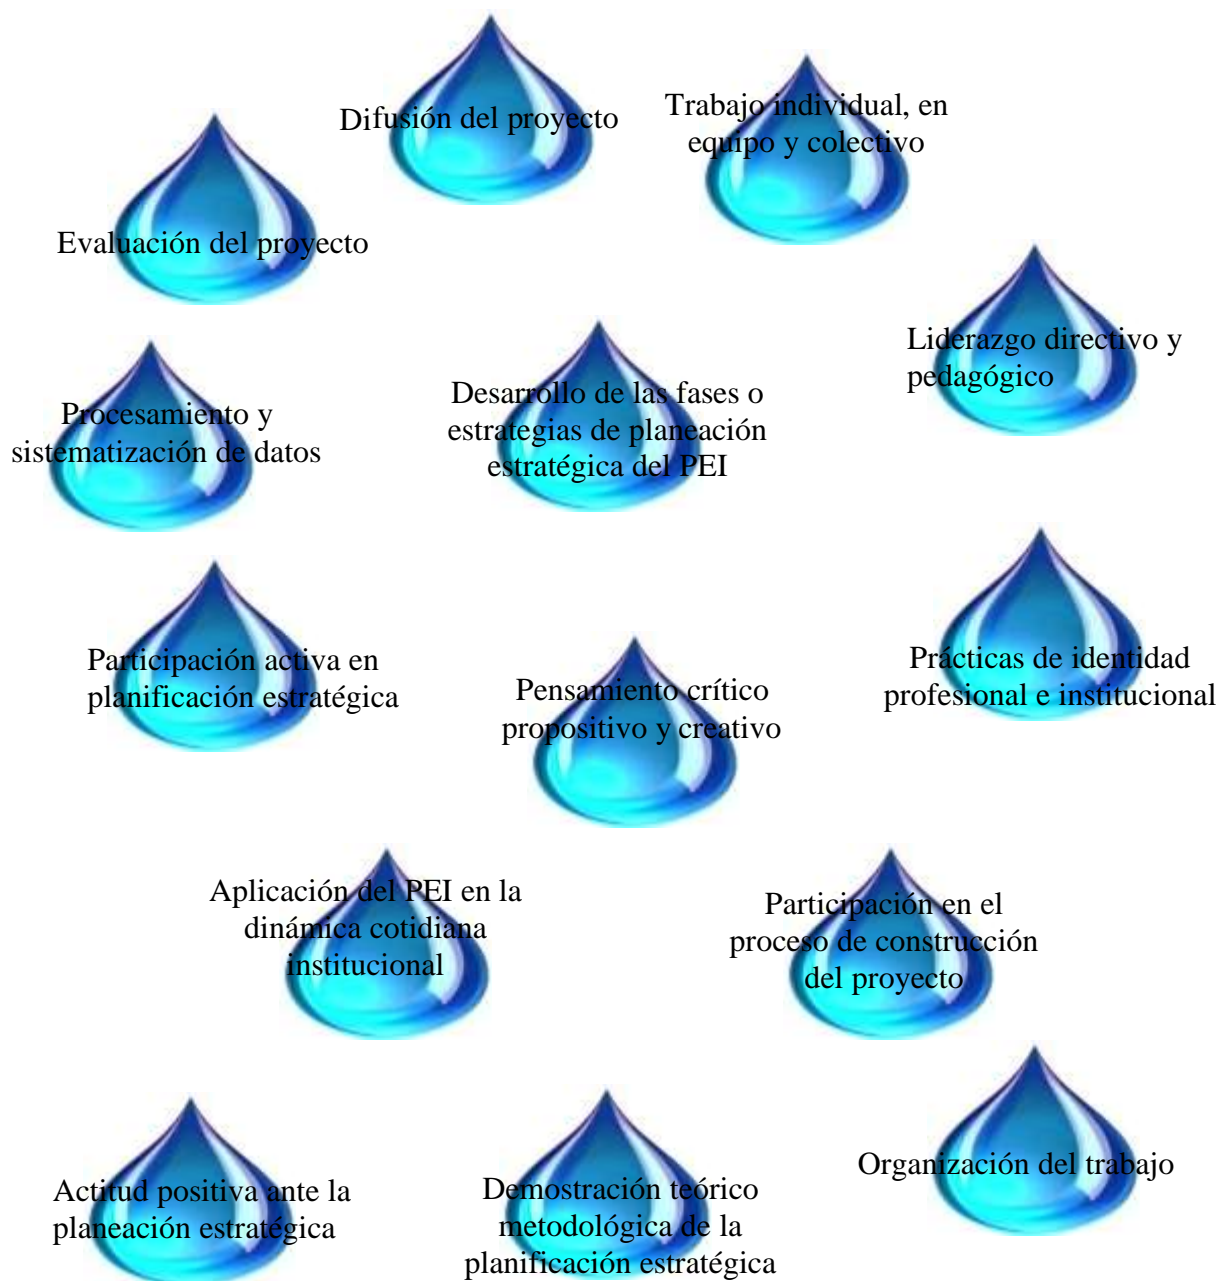 Difusión del proyecto
Trabajo individual, en
equipo y colectivo
Evaluación del proyecto
Liderazgo directivo y
pedagógico
Desarrollo de las fases o
estrategias de planeación
estratégica del PEI
Procesamiento y
sistematización de datos
Participación activa en
planificación estratégica
Prácticas de identidad
profesional e institucional
Pensamiento crítico
propositivo y creativo
Aplicación del PEI en la
dinámica cotidiana
institucional
Participación en el
proceso de construcción
del proyecto
Organización del trabajo
Actitud positiva ante la
planeación estratégica
Demostración teórico
metodológica de la
planificación estratégica